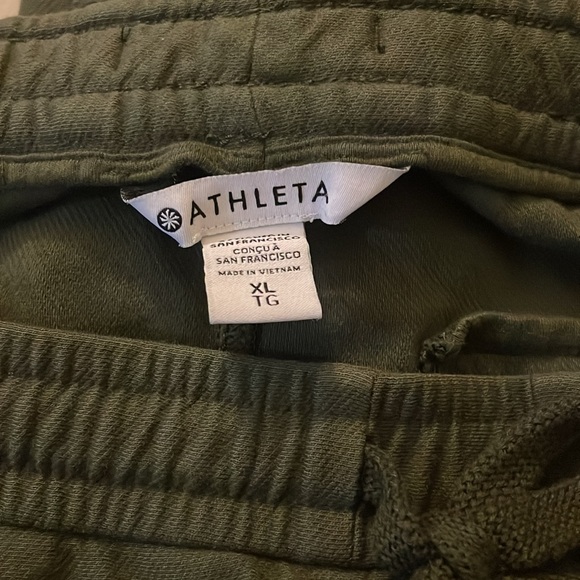 ATHLETA
SAN FRANCISCO
CONÇU À
SAN FRANCISCO
MADE IN VIETNAM
XL
TG